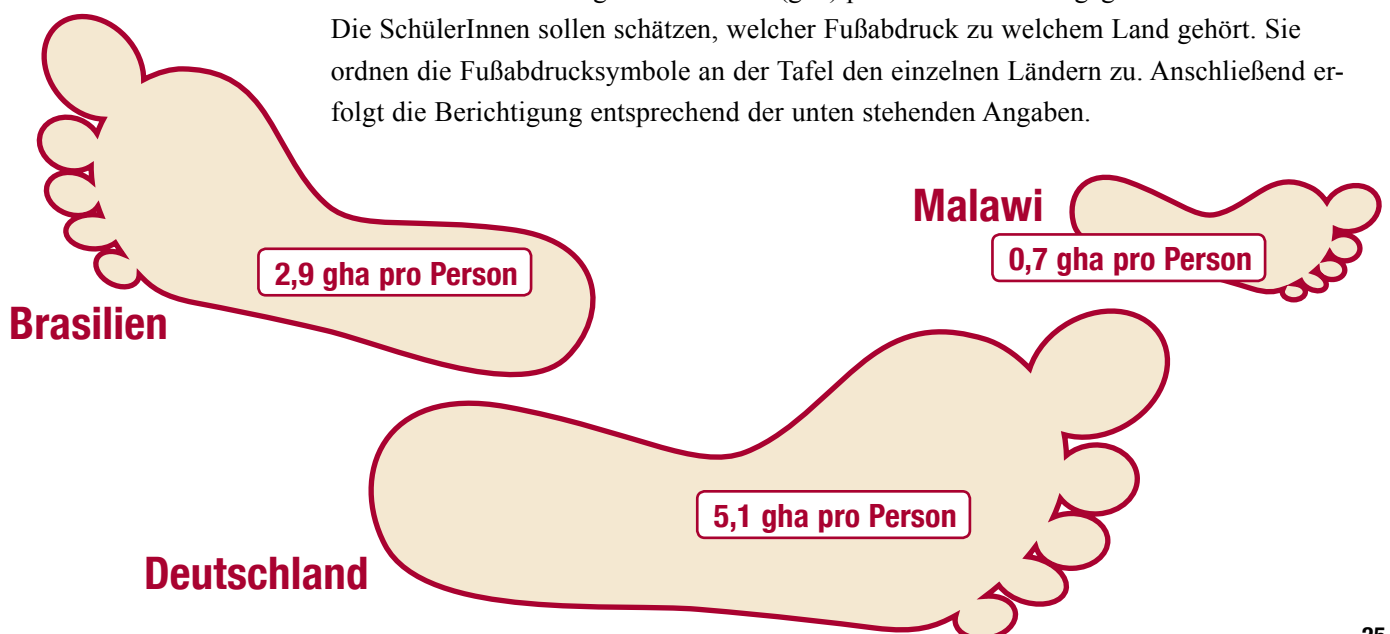 Die SchülerInnen sollen schätzen, welcher Fußabdruck zu welchem Land gehört. Sie
ordnen die Fußabdrucksymbole an der Tafel den einzelnen Ländern zu. Anschließend er-
folgt die Berichtigung entsprechend der unten stehenden Angaben.
Malawi
0,7 gha pro Person
2,9 gha pro Person
Brasilien
5,1 gha pro Person
Deutschland